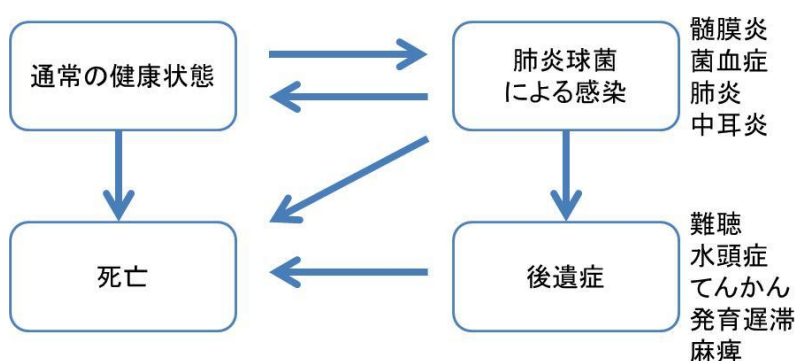 通常の健康状態
肺炎球菌
による感染
髄膜炎
菌血症
肺炎
中耳炎
死亡
後遺症
難聴
水頭症
てんかん
発育遅滞
麻痺